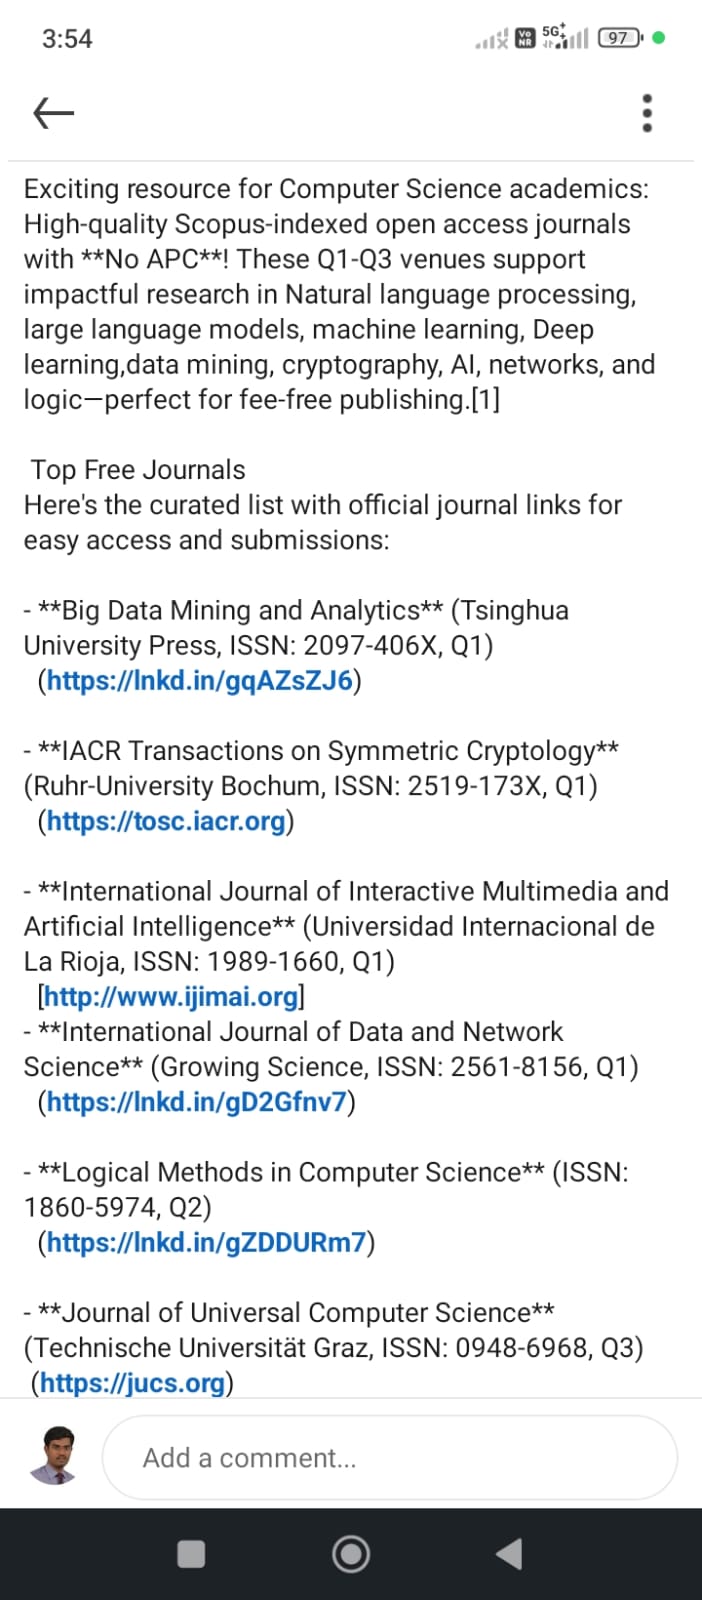 3:54
Vo
NR
5G+
97
Exciting resource for Computer Science academics:
High-quality Scopus-indexed open access journals
with **No APC**! These Q1-Q3 venues support
impactful research in Natural language processing,
large language models, machine learning, Deep
learning,data mining, cryptography, AI, networks, and
logic—perfect for fee-free publishing.[1]
Top Free Journals
Here's the curated list with official journal links for
easy access and submissions:
- **Big Data Mining and Analytics** (Tsinghua
University Press, ISSN: 2097-406X, Q1)
(https://lnkd.in/gqAZsZJ6)
- **IACR Transactions on Symmetric Cryptology**
(Ruhr-University Bochum, ISSN: 2519-173X, Q1)
(https://tosc.iacr.org)
- **International Journal of Interactive Multimedia and
Artificial Intelligence** (Universidad Internacional de
La Rioja, ISSN: 1989-1660, Q1)
[http://www.ijimai.org]
- **International Journal of Data and Network
Science** (Growing Science, ISSN: 2561-8156, Q1)
(https://lnkd.in/gD2Gfnv7)
- **Logical Methods in Computer Science** (ISSN:
1860-5974, Q2)
(https://lnkd.in/gZDDURm7)
- **Journal of Universal Computer Science**
(Technische Universität Graz, ISSN: 0948-6968, Q3)
(https://jucs.org)
Add a comment...